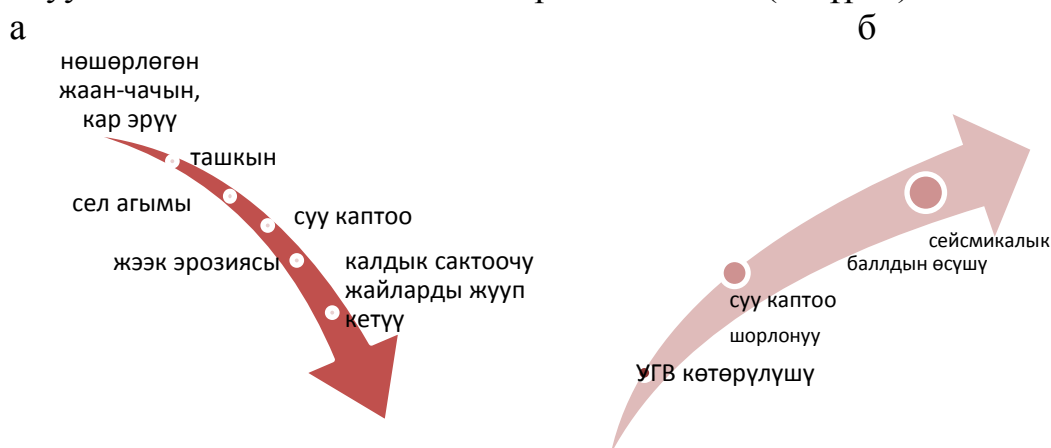 а
б
нөшөрлөгөн
жаан-чачын,
кар эрүү
ташкын
сел агымы
суу каптоо
жээк эрозиясы
калдык сактоочу
жайларды жууп
кетүү
сейсмикалык
баллдын өсүшү
суу каптоо
шорлонуу
УГВ көтөрүлүшү